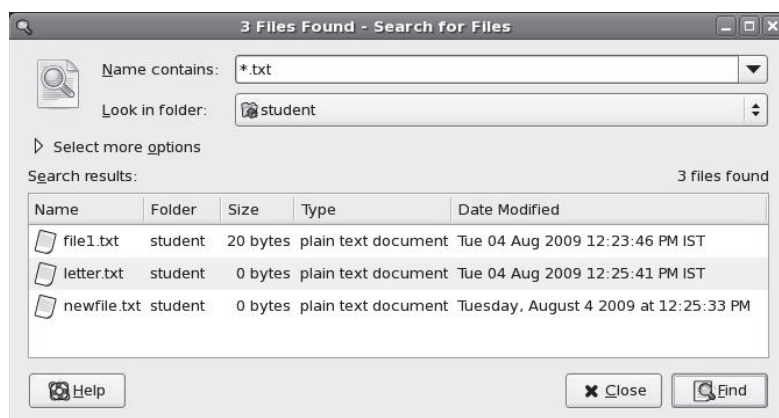 3 Files Found - Search for Files
Name contains: *.txt
Look in folder: student
Select more options
Search results: 3 files found
Name Folder Size Type Date Modified
file1.txt student 20 bytes plain text document Tue 04 Aug 2009 12:23:46 PM IST
letter.txt student 0 bytes plain text document Tue 04 Aug 2009 12:25:41 PM IST
newfile.txt student 0 bytes plain text document Tuesday, August 4 2009 at 12:25:33 PM
Help Close Find